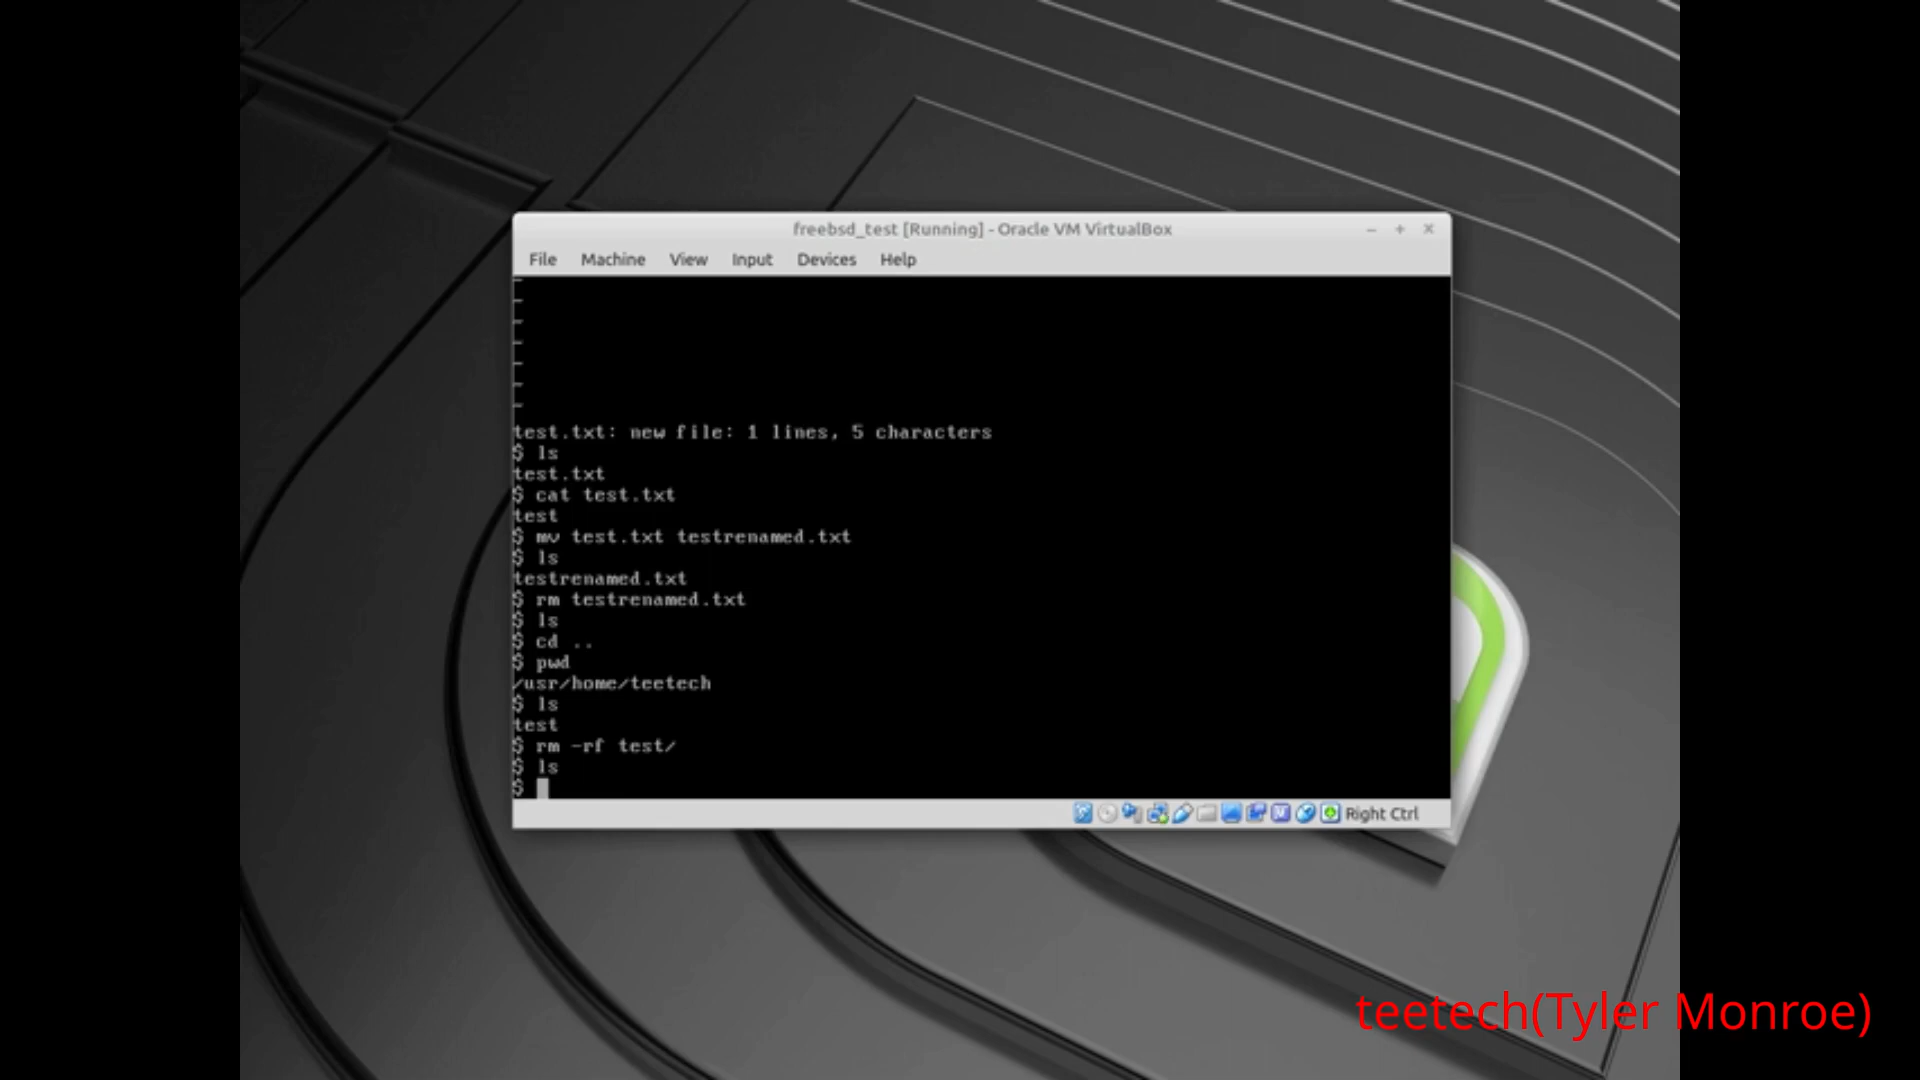 freebsd_test [Running] - Oracle VM VirtualBox
File Machine View Input Devices Help
~
~
~
~
~
~
~
test.txt: new file: 1 lines, 5 characters
$ ls
test.txt
$ cat test.txt
test
$ mv test.txt testrenamed.txt
$ ls
testrenamed.txt
$ rm testrenamed.txt
$ ls
$ cd ..
$ pwd
/usr/home/teetech
$ ls
test
$ rm -rf test/
$ ls
$
Right Ctrl
teetech(Tyler Monroe)